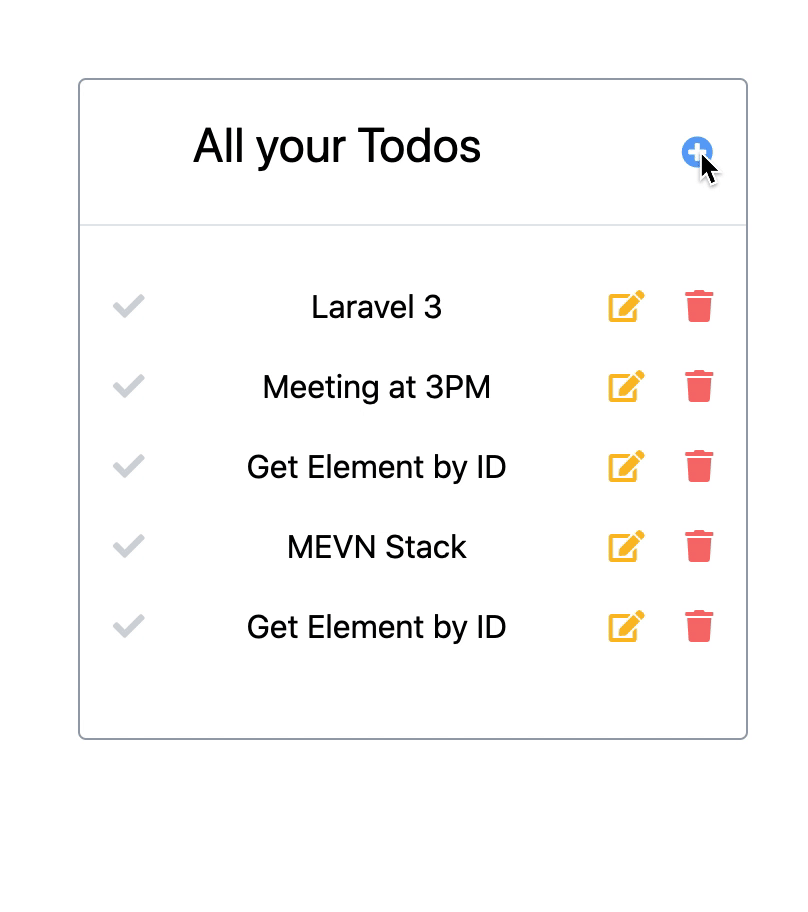 All your Todos
Laravel 3
Meeting at 3PM
Get Element by ID
MEVN Stack
Get Element by ID